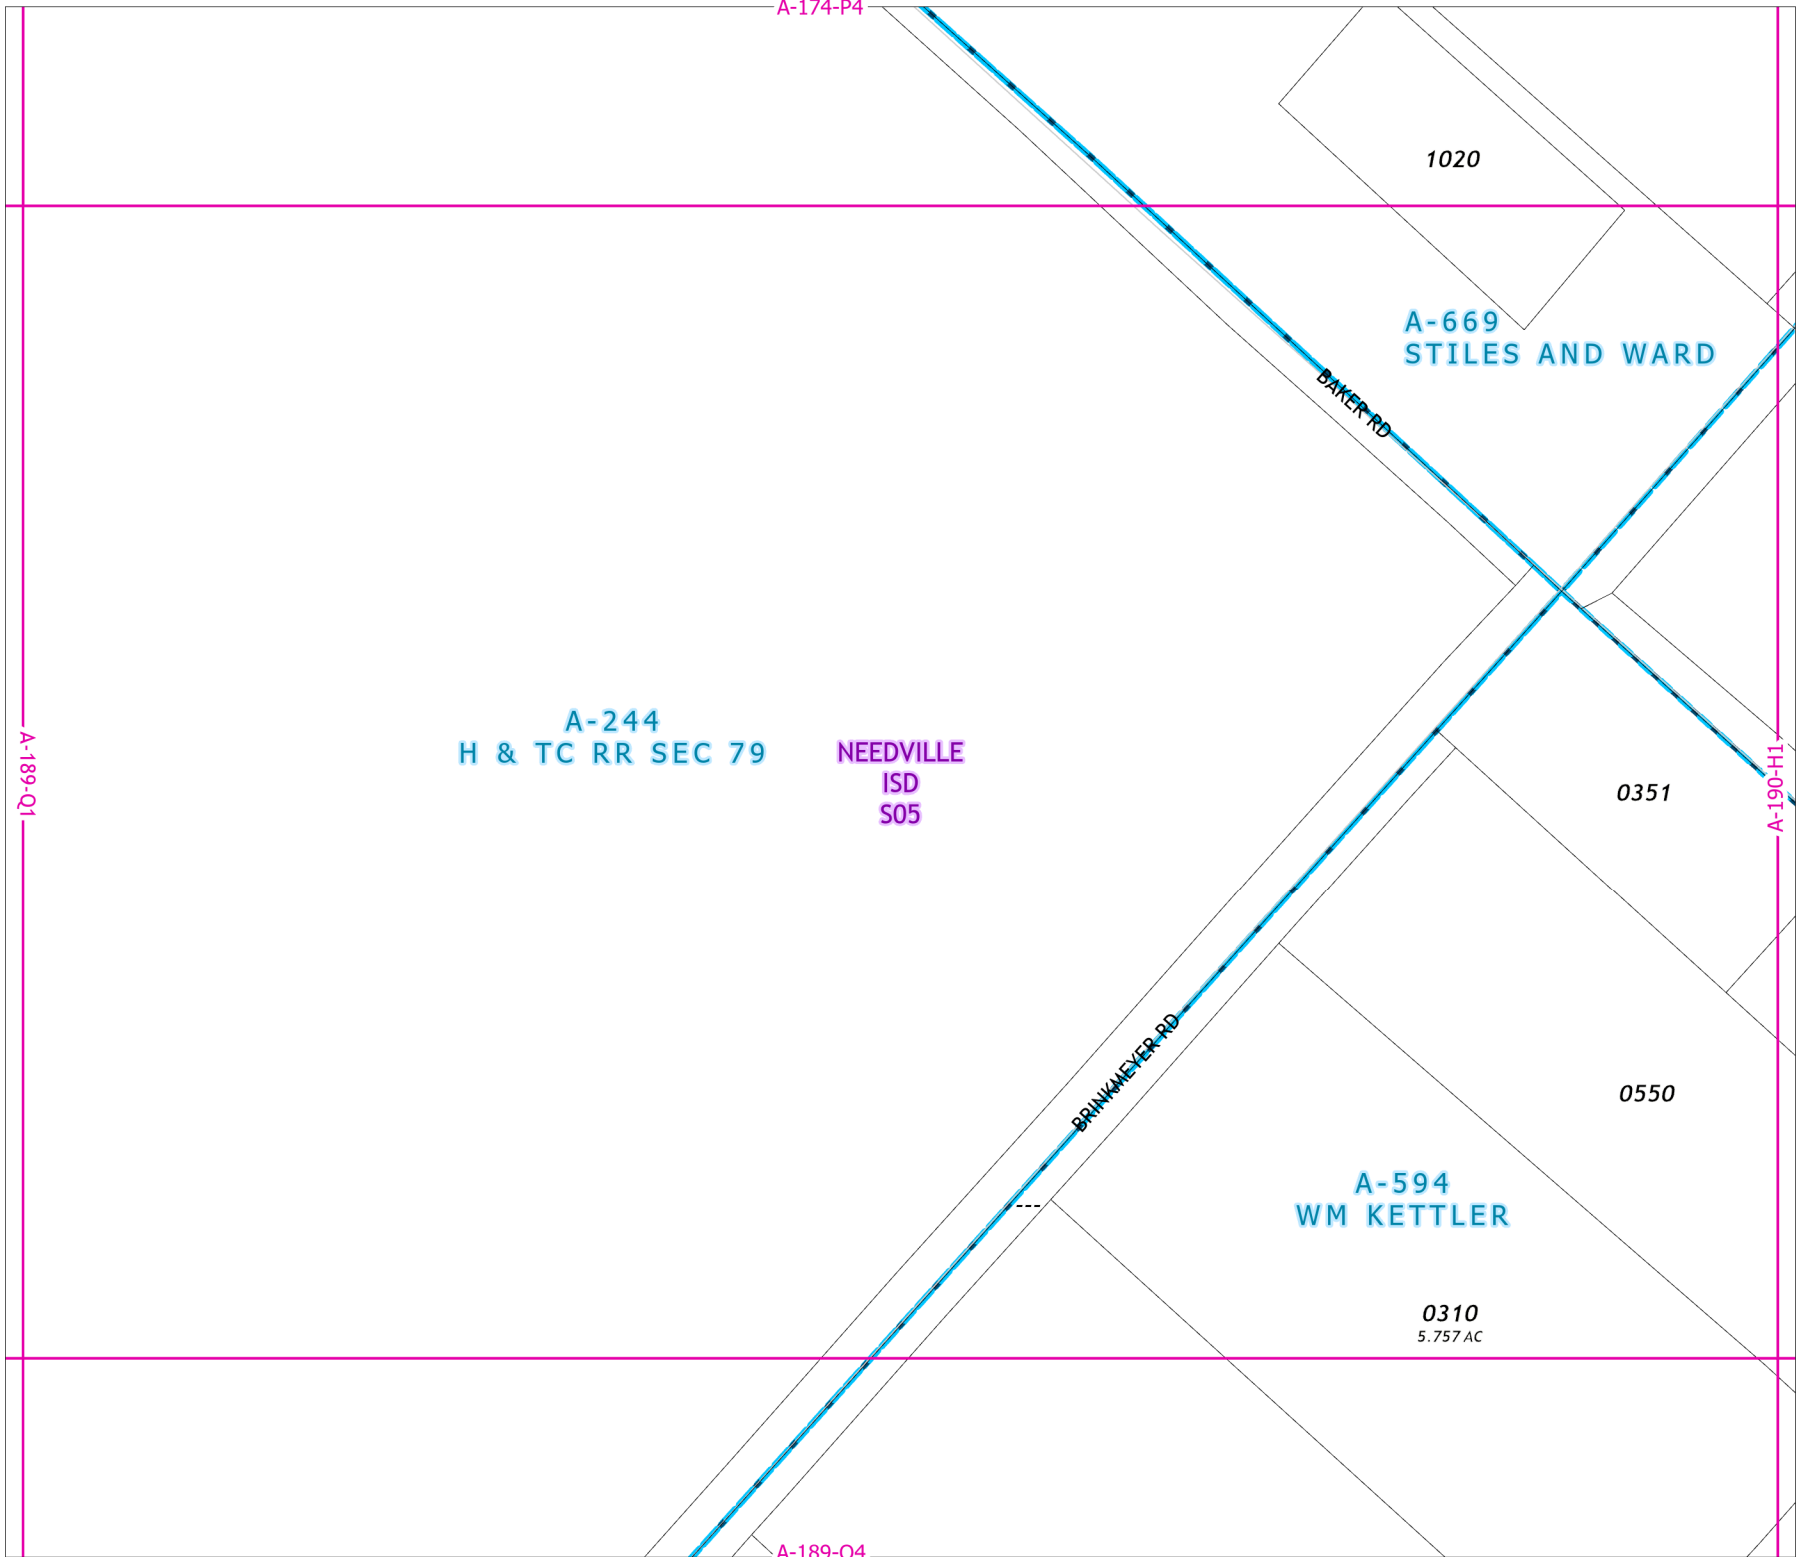 A-174-P4
1020
A-669
STILES AND WARD
BAKER RD
A-244
H & TC RR SEC 79
NEEDVILLE
ISD
S05
A-189-Q1
A-190-H1
0351
BRINKMEYER RD
0550
A-594
WM KETTLER
0310
5.757 AC
A-189-Q4